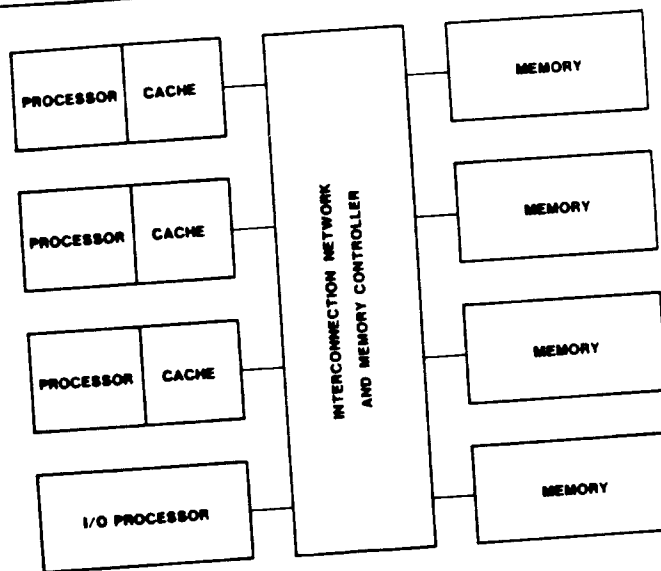 PROCESSOR CACHE
PROCESSOR CACHE
PROCESSOR CACHE
I/O PROCESSOR
INTERCONNECTION NETWORK
AND MEMORY CONTROLLER
MEMORY
MEMORY
MEMORY
MEMORY